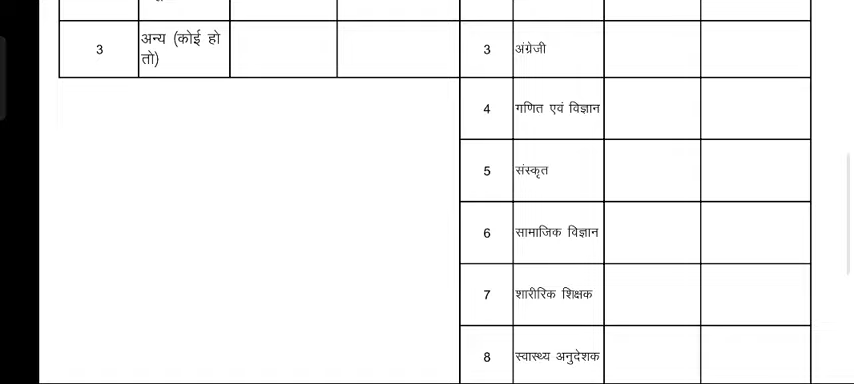 3 अन्य (कोई हो 3 अंग्रेजी
तो)
4 गणित एवं विज्ञान
5 संस्कृत
6 सामाजिक विज्ञान
7 शारीरिक शिक्षक
8 स्वास्थ्य अनुदेशक